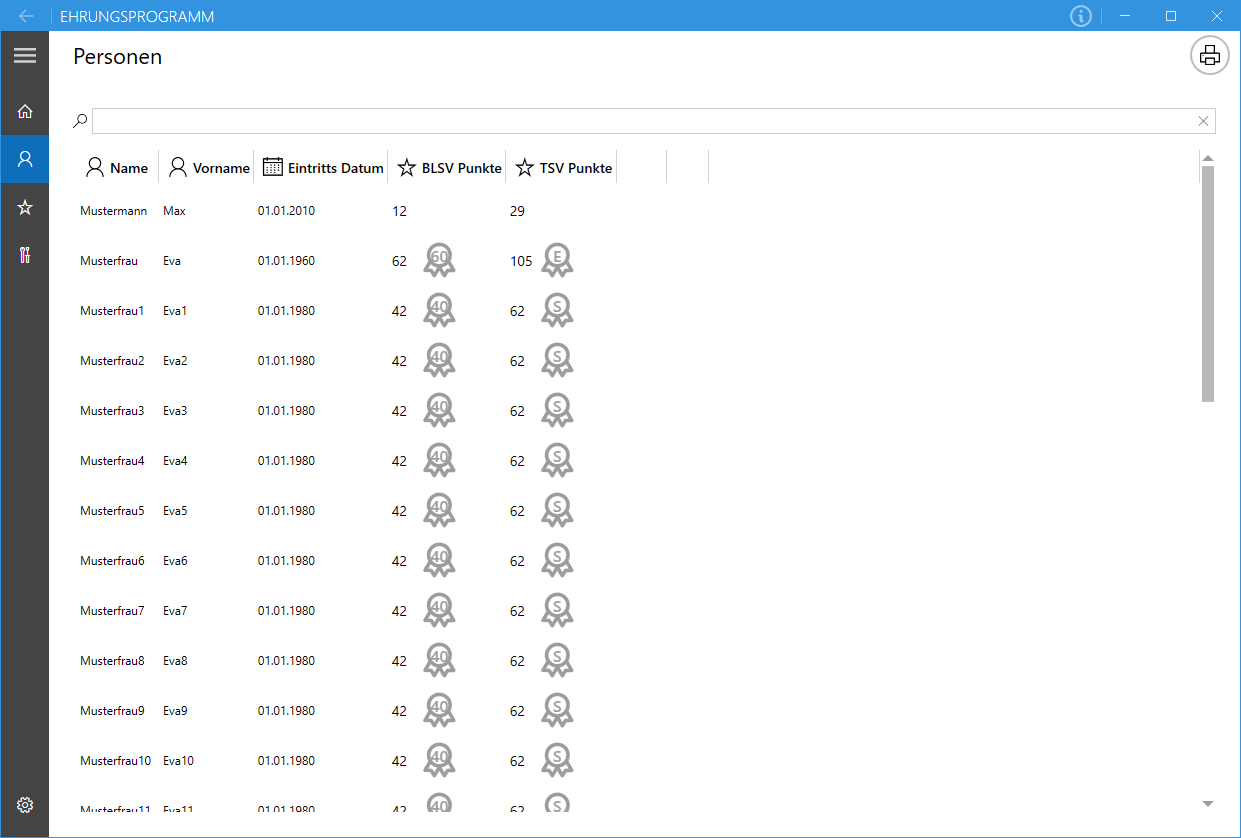 EHRUNGSPROGRAMM
Personen
Name Vorname Eintritts Datum BLSV Punkte TSV Punkte
Mustermann Max 01.01.2010 12 29
Musterfrau Eva 01.01.1960 62 60 105 E
Musterfrau1 Eva1 01.01.1980 42 40 62 S
Musterfrau2 Eva2 01.01.1980 42 40 62 S
Musterfrau3 Eva3 01.01.1980 42 40 62 S
Musterfrau4 Eva4 01.01.1980 42 40 62 S
Musterfrau5 Eva5 01.01.1980 42 40 62 S
Musterfrau6 Eva6 01.01.1980 42 40 62 S
Musterfrau7 Eva7 01.01.1980 42 40 62 S
Musterfrau8 Eva8 01.01.1980 42 40 62 S
Musterfrau9 Eva9 01.01.1980 42 40 62 S
Musterfrau10 Eva10 01.01.1980 42 40 62 S
Musterfrau11 Eva11 01.01.1980 42 40 62 S